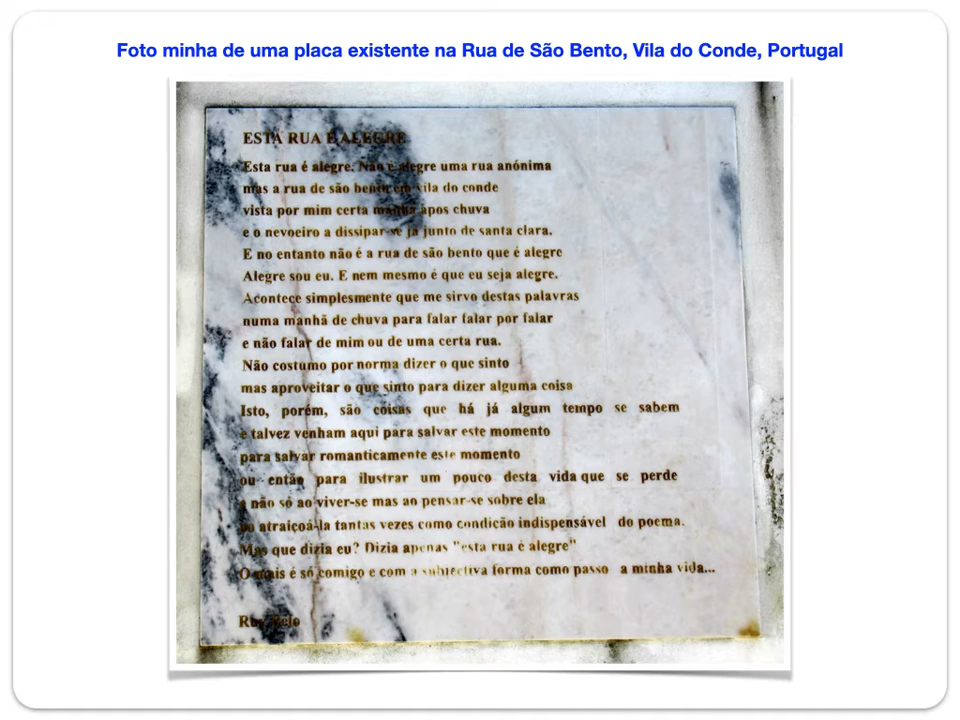 Foto minha de uma placa existente na Rua de São Bento, Vila do Conde, Portugal
ESTA RUA É ALEGRE
Esta rua é alegre. Não é alegre uma rua anónima
mas a rua de são bento em vila do conde
vista por mim certa manhã após chuva
e o nevoeiro a dissipar-se já junto de santa clara.
E no entanto não é a rua de são bento que é alegre
Alegre sou eu. E nem mesmo é que eu seja alegre.
Acontece simplesmente que me sirvo destas palavras
numa manhã de chuva para falar falar por falar
e não falar de mim ou de uma certa rua.
Não costumo por norma dizer o que sinto
mas aproveitar o que sinto para dizer alguma coisa
Isto, porém, são coisas que há já algum tempo se sabem
e talvez venham aqui para salvar este momento
para salvar romanticamente este momento
ou então para ilustrar um pouco desta vida que se perde
e não só ao viver-se mas ao pensar-se sobre ela
ou atraiçoá-la tantas vezes como condição indispensável do poema.
Mas que dizia eu? Dizia apenas "esta rua é alegre"
O mais é só comigo e com a subjectiva forma como passo a minha vida...
Ruy Belo